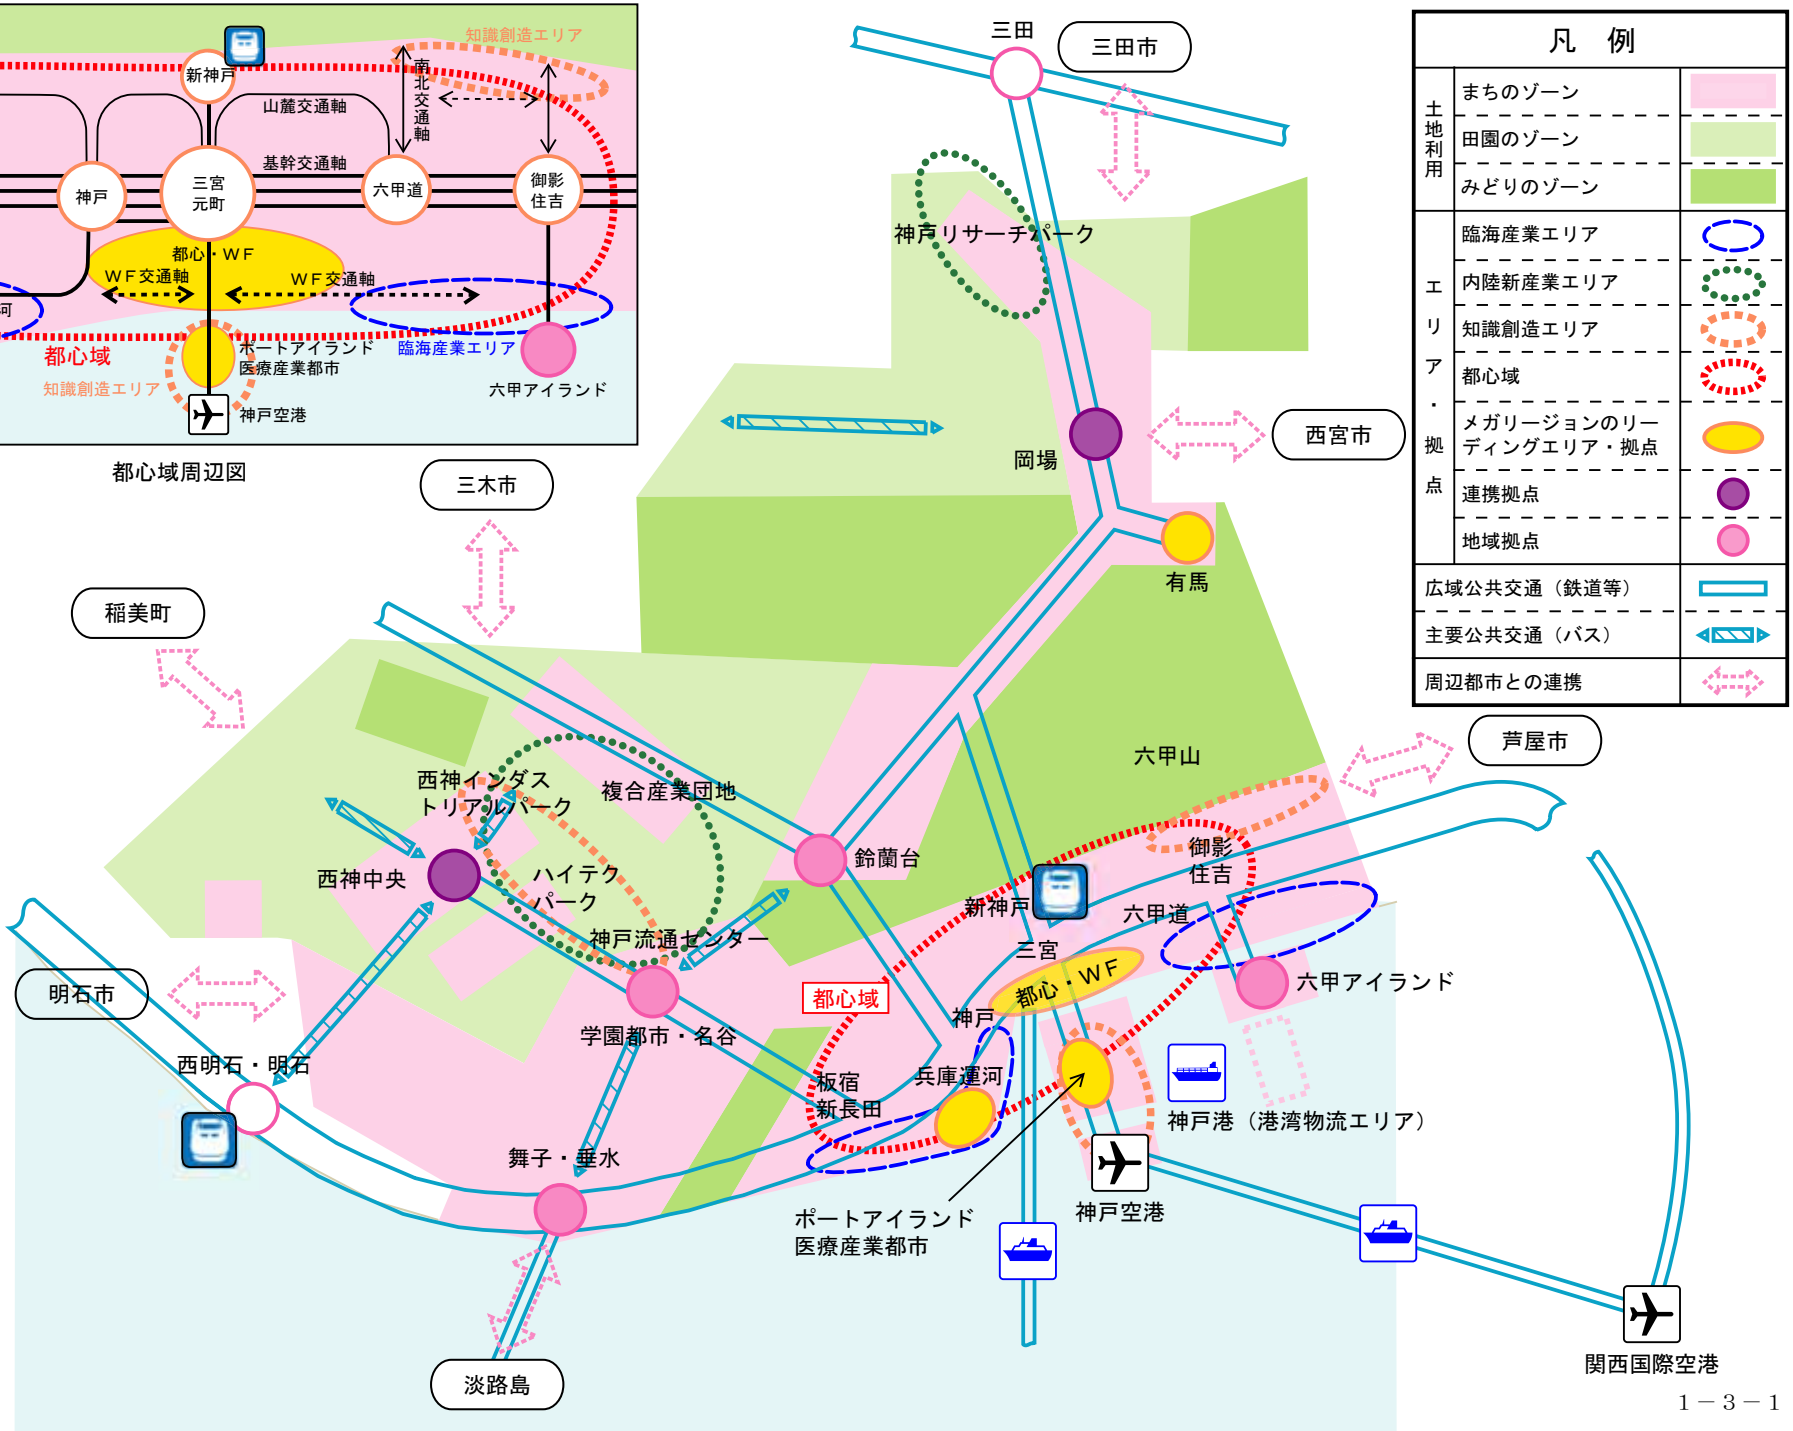 知識創造エリア
新神戸
南北交通軸
山麓交通軸
基幹交通軸
神戸
三宮
元町
六甲道
御影
住吉
都心・WF
WF交通軸
WF交通軸
河
都心域
ポートアイランド
医療産業都市
臨海産業エリア
知識創造エリア
神戸空港
六甲アイランド
都心域周辺図
三田
三田市
神戸リサーチパーク
岡場
西宮市
有馬
三木市
稲美町
六甲山
芦屋市
西神インダス
トリアルパーク
複合産業団地
西神中央
ハイテク
パーク
鈴蘭台
神戸流通センター
新神戸
御影
住吉
六甲道
三宮
都心・WF
六甲アイランド
明石市
都心域
神戸
学園都市・名谷
西明石・明石
板宿
新長田
兵庫運河
神戸港（港湾物流エリア）
舞子・垂水
ポートアイランド
医療産業都市
神戸空港
淡路島
関西国際空港
1－3－1
凡 例
土地利用
まちのゾーン
田園のゾーン
みどりのゾーン
エリア・拠点
臨海産業エリア
内陸新産業エリア
知識創造エリア
都心域
メガリージョンのリー
ディングエリア・拠点
連携拠点
地域拠点
広域公共交通（鉄道等）
主要公共交通（バス）
周辺都市との連携